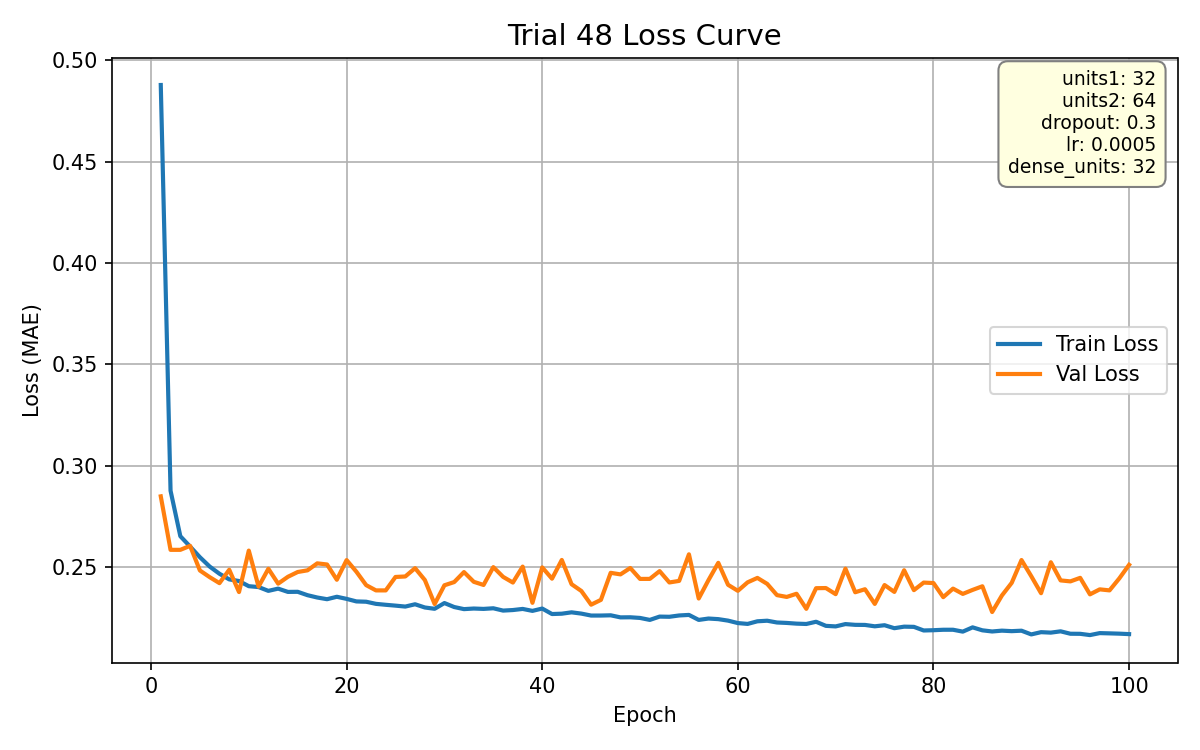 Trial 48 Loss Curve
units1: 32
units2: 64
dropout: 0.3
lr: 0.0005
dense_units: 32
Train Loss
Val Loss
Loss (MAE)
0.50
0.45
0.40
0.35
0.30
0.25
0 20 40 60 80 100
Epoch